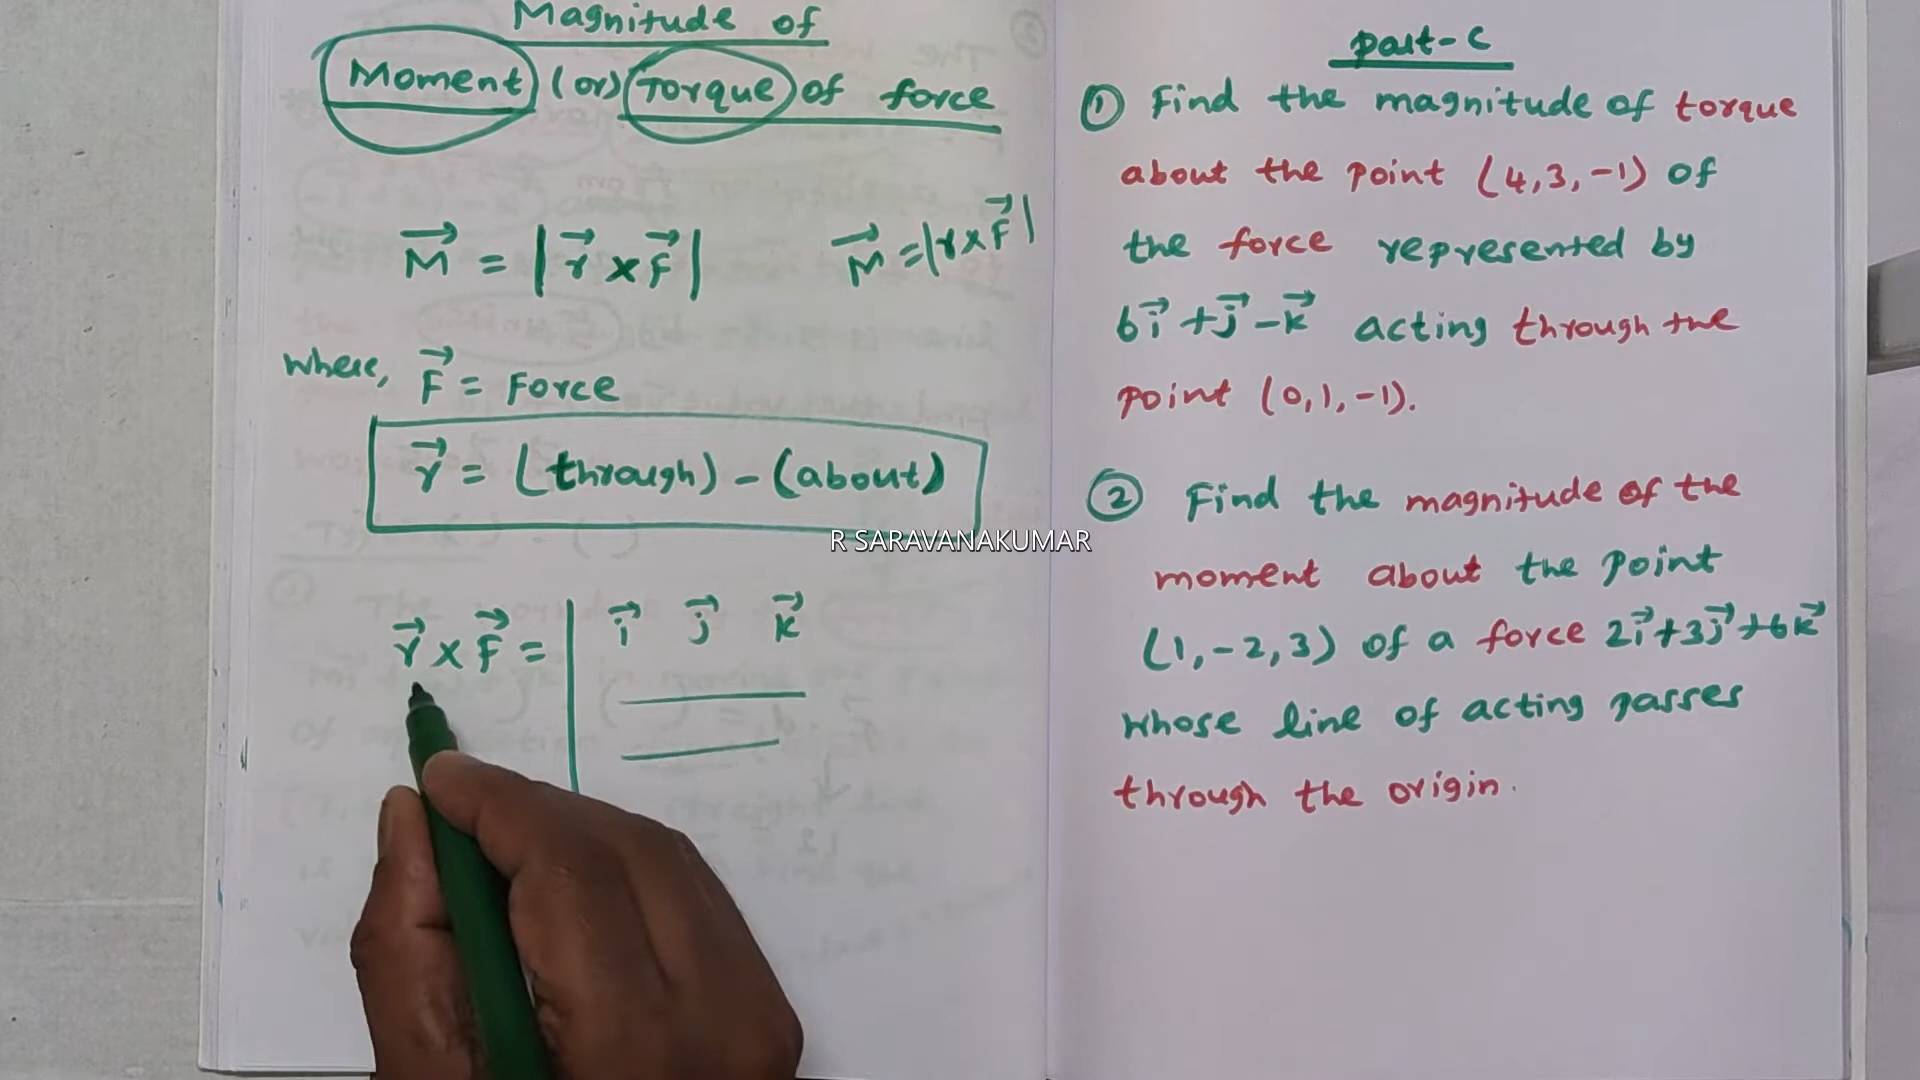 Magnitude of
Moment (or) Torque of force
M⃗ = |r⃗ × F⃗|
M⃗ = |r × F⃗|
where, F⃗ = Force
r⃗ = (through) - (about)
r⃗ × F⃗ = | i⃗ j⃗ k⃗
part-C
① Find the magnitude of torque
about the point (4,3,-1) of
the force represented by
6i⃗ + j⃗ - k⃗ acting through the
point (0,1,-1).
② Find the magnitude of the
moment about the point
(1,-2,3) of a force 2i⃗+3j⃗+6k⃗
whose line of acting passes
through the origin.
R SARAVANAKUMAR